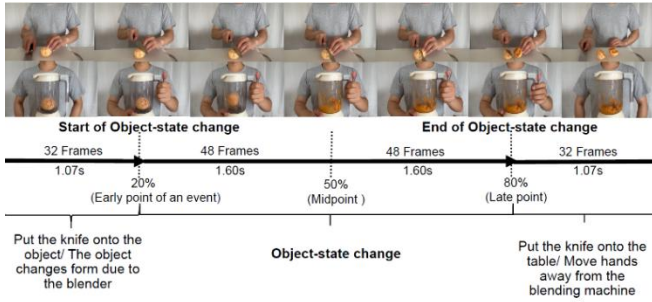 Start of Object-state change
End of Object-state change
32 Frames
48 Frames
48 Frames
32 Frames
1.07s
1.60s
1.60s
1.07s
20%
(Early point of an event)
50%
(Midpoint )
80%
(Late point)
Put the knife onto the
object/ The object
changes form due to
the blender
Object-state change
Put the knife onto the
table/ Move hands
away from the
blending machine